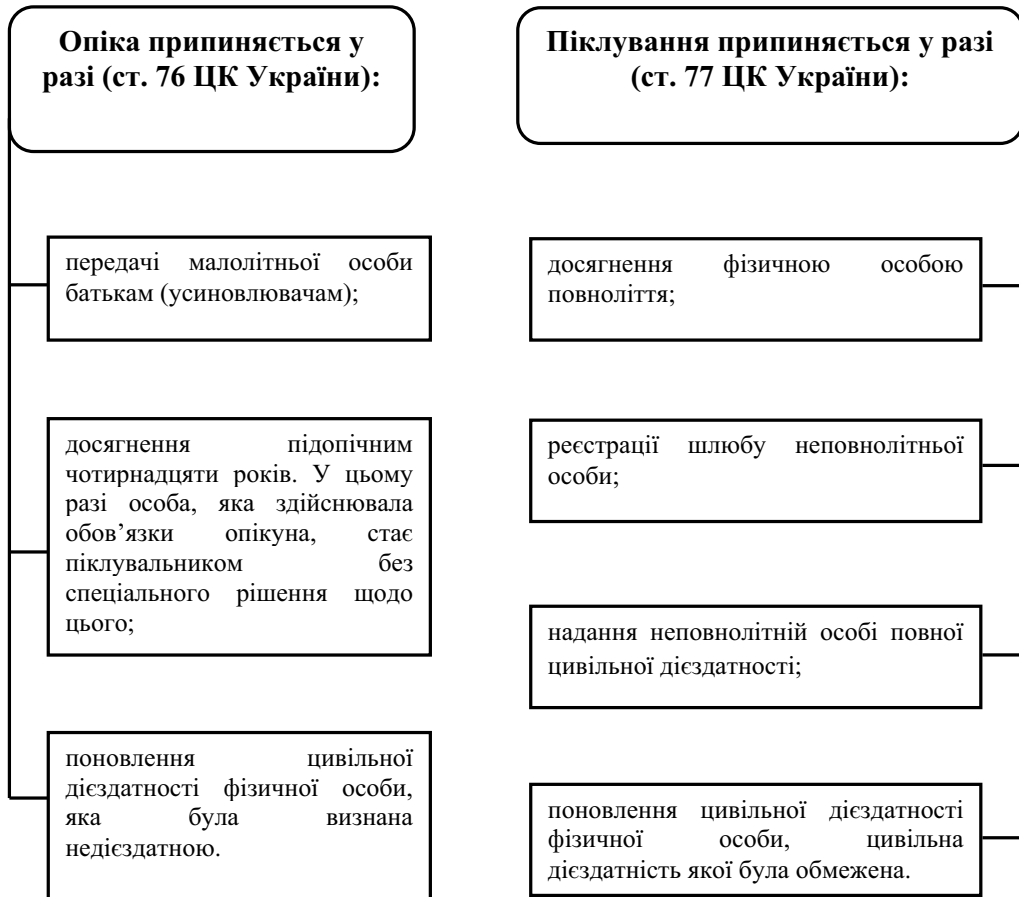 Опіка припиняється у
разі (ст. 76 ЦК України):
передачі малолітньої особи
батькам (усиновлювачам);
досягнення підопічним
чотирнадцяти років. У цьому
разі особа, яка здійснювала
обов’язки опікуна, стає
піклувальником без
спеціального рішення щодо
цього;
поновлення цивільної
дієздатності фізичної особи,
яка була визнана
недієздатною.
Піклування припиняється у разі
(ст. 77 ЦК України):
досягнення фізичною особою
повноліття;
реєстрації шлюбу неповнолітньої
особи;
надання неповнолітній особі повної
цивільної дієздатності;
поновлення цивільної дієздатності
фізичної особи, цивільна
дієздатність якої була обмежена.